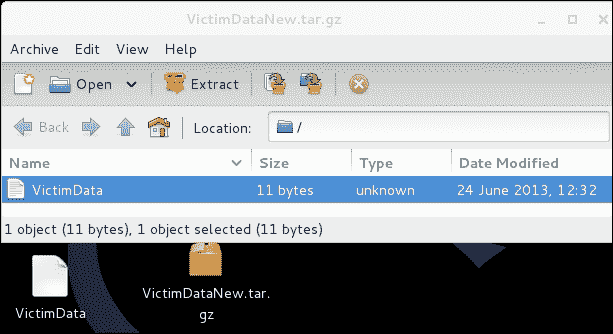 VictimDataNew.tar.gz
Archive Edit View Help
Open Extract
Back Location: /
Name Size Type Date Modified
VictimData 11 bytes unknown 24 June 2013, 12:32
1 object (11 bytes), 1 object selected (11 bytes)
VictimData
VictimDataNew.tar.
gz